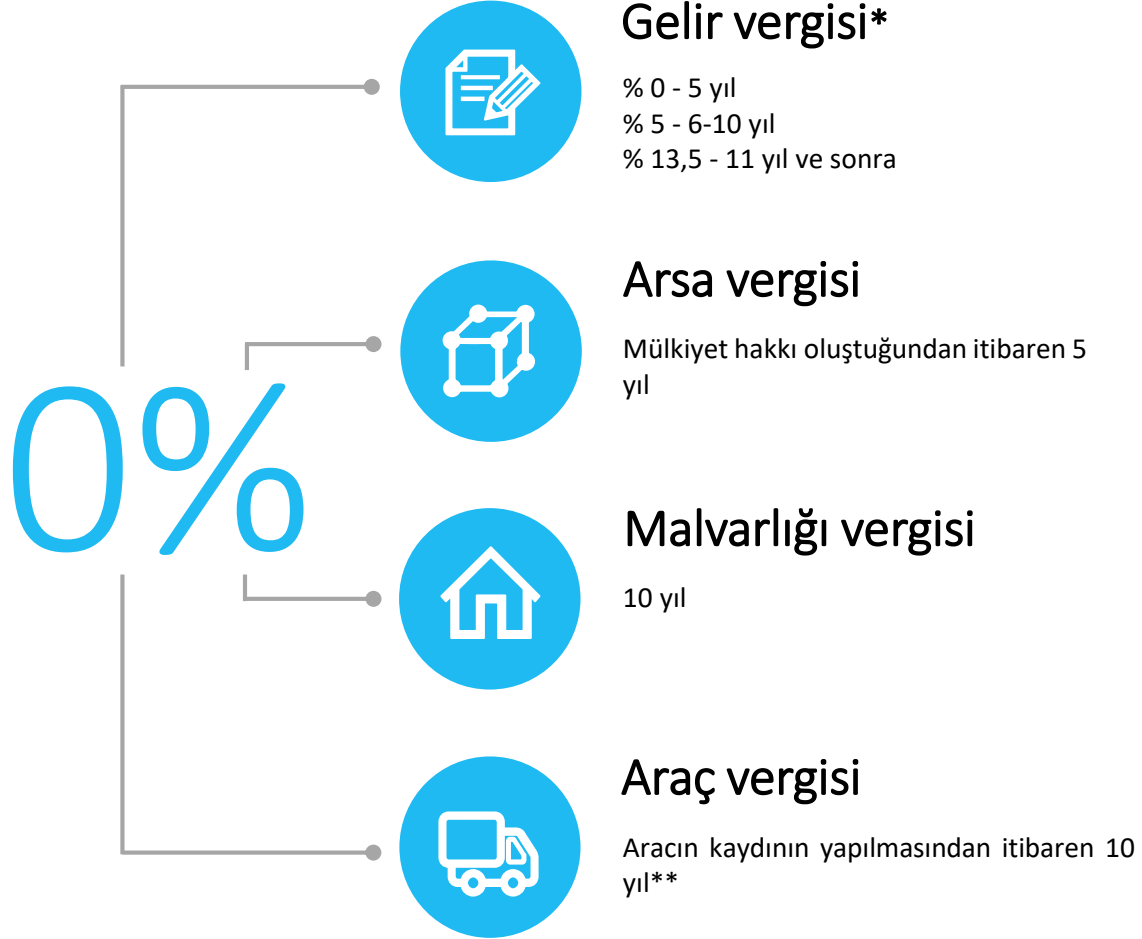 Gelir vergisi*
% 0 - 5 yıl
% 5 - 6-10 yıl
% 13,5 - 11 yıl ve sonra
Arsa vergisi
Mülkiyet hakkı oluştuğundan itibaren 5
yıl
0%
Malvarlığı vergisi
10 yıl
Araç vergisi
Aracın kaydının yapılmasından itibaren 10
yıl**